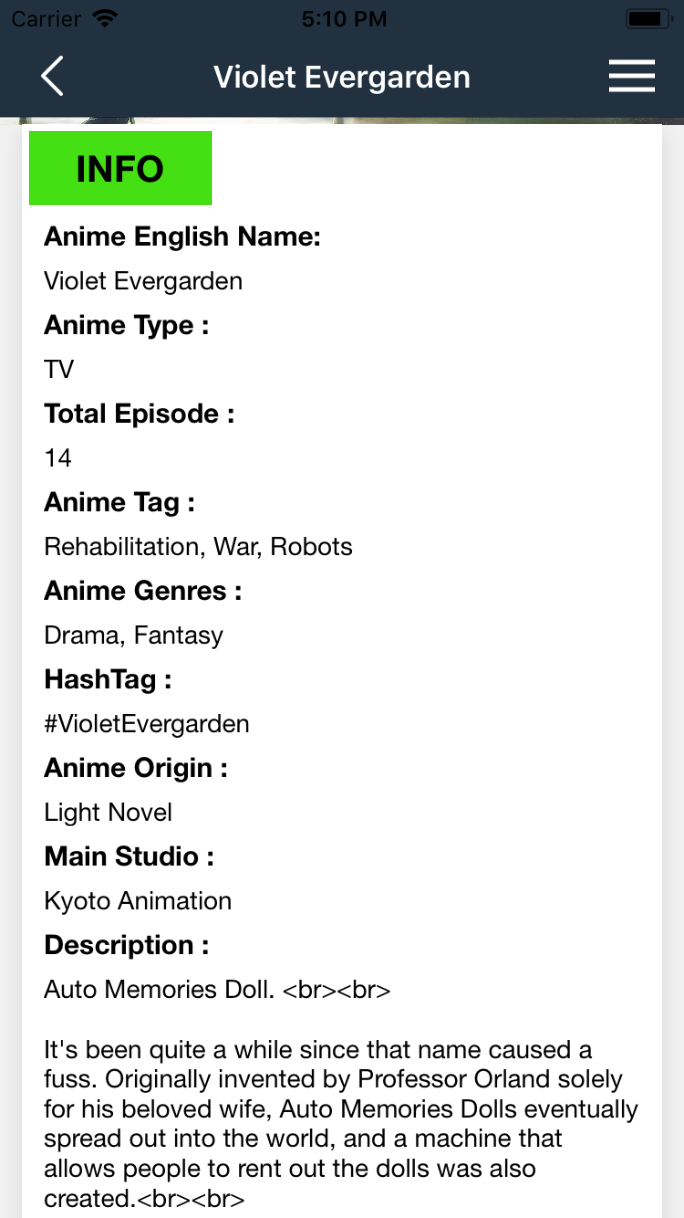 Carrier 5:10 PM
Violet Evergarden
INFO
Anime English Name:
Violet Evergarden
Anime Type :
TV
Total Episode :
14
Anime Tag :
Rehabilitation, War, Robots
Anime Genres :
Drama, Fantasy
HashTag :
#VioletEvergarden
Anime Origin :
Light Novel
Main Studio :
Kyoto Animation
Description :
Auto Memories Doll. <br><br>
It's been quite a while since that name caused a
fuss. Originally invented by Professor Orland solely
for his beloved wife, Auto Memories Dolls eventually
spread out into the world, and a machine that
allows people to rent out the dolls was also
created.<br><br>